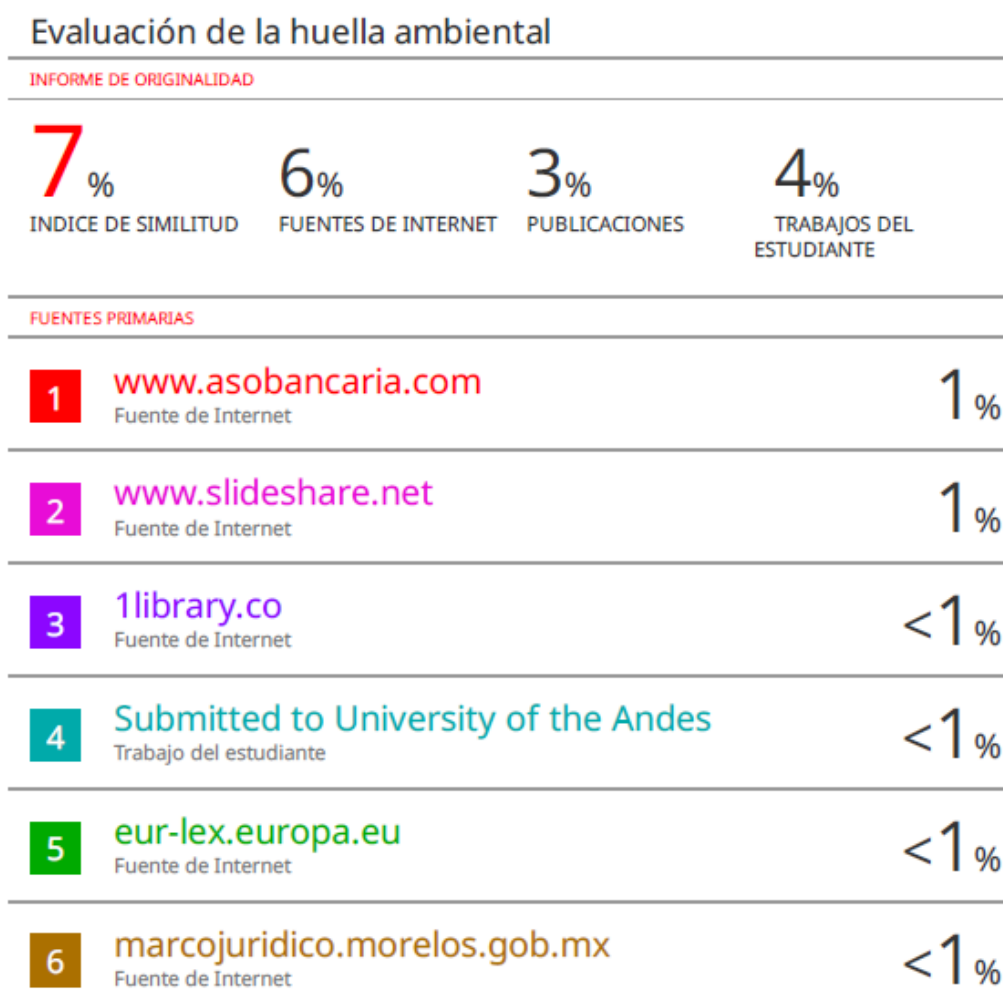 Evaluación de la huella ambiental
INFORME DE ORIGINALIDAD
7% 6% 3% 4%
INDICE DE SIMILITUD FUENTES DE INTERNET PUBLICACIONES TRABAJOS DEL
ESTUDIANTE
FUENTES PRIMARIAS
1 www.asobancaria.com 1%
Fuente de Internet
2 www.slideshare.net 1%
Fuente de Internet
3 1library.co <1%
Fuente de Internet
4 Submitted to University of the Andes <1%
Trabajo del estudiante
5 eur-lex.europa.eu <1%
Fuente de Internet
6 marcojuridico.morelos.gob.mx <1%
Fuente de Internet